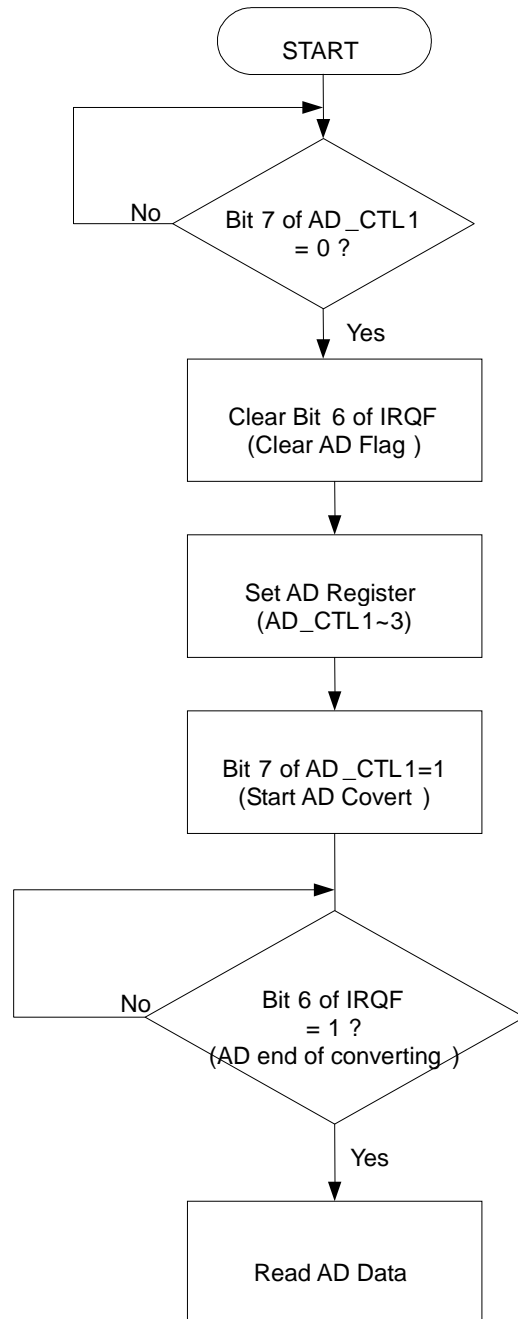 START
No
Bit 7 of AD_CTL1
= 0 ?
Yes
Clear Bit 6 of IRQF
(Clear AD Flag )
Set AD Register
(AD_CTL1~3)
Bit 7 of AD_CTL1=1
(Start AD Covert )
No
Bit 6 of IRQF
= 1 ?
(AD end of converting )
Yes
Read AD Data